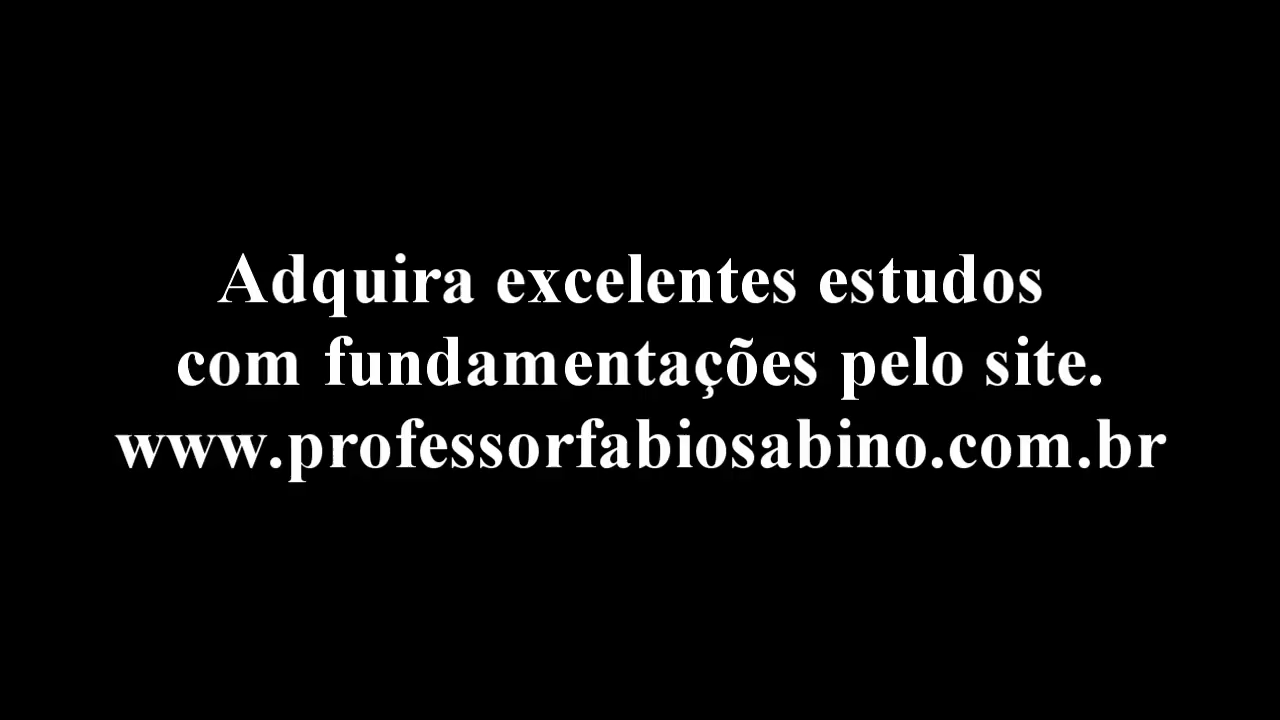 Adquira excelentes estudos
com fundamentações pelo site.
www.professorfabiosabino.com.br